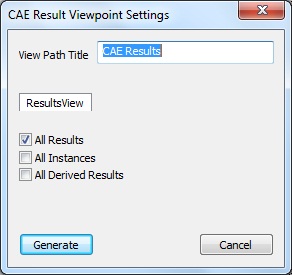 CAE Result Viewpoint Settings
View Path Title CAE Results
ResultsView
All Results
All Instances
All Derived Results
Generate Cancel